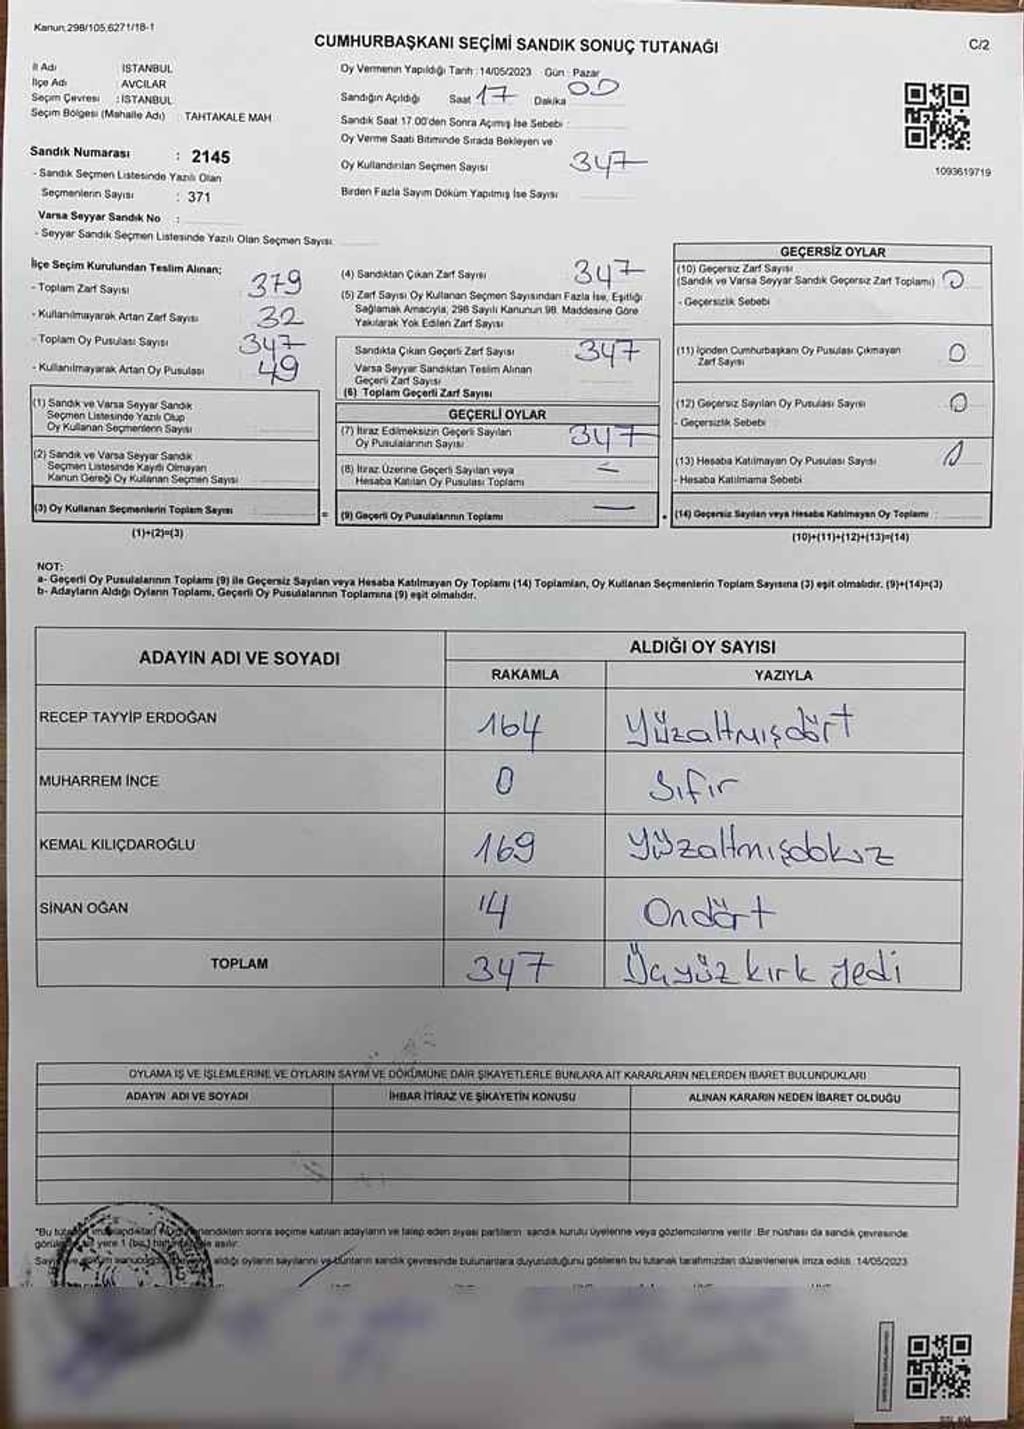 Kanun,298/105,6271/18-1
CUMHURBAŞKANI SEÇİMİ SANDIK SONUÇ TUTANAĞI
C/2
İl Adı : İSTANBUL
İlçe Adı : AVCILAR
Seçim Çevresi : İSTANBUL
Seçim Bölgesi (Mahalle Adı) : TAHTAKALE MAH
Sandık Numarası : 2145
- Sandık Seçmen Listesinde Yazılı Olan
Seçmenlerin Sayısı : 371
Varsa Seyyar Sandık No :
- Seyyar Sandık Seçmen Listesinde Yazılı Olan Seçmen Sayısı:
Oy Vermenin Yapıldığı Tarih : 14/05/2023 Gün : Pazar
Sandığın Açıldığı Saat 17 Dakika 00
Sandık Saat 17.00'den Sonra Açılmış İse Sebebi :
Oy Verme Saati Bitiminde Sırada Bekleyen ve
Oy Kullandırılan Seçmen Sayısı 347
Birden Fazla Sayım Döküm Yapılmış İse Sayısı
1093619719
İlçe Seçim Kurulundan Teslim Alınan;
- Toplam Zarf Sayısı 379
- Kullanılmayarak Artan Zarf Sayısı 32
- Toplam Oy Pusulası Sayısı 347
- Kullanılmayarak Artan Oy Pusulası 49
(1) Sandık ve Varsa Seyyar Sandık
Seçmen Listesinde Yazılı Olup
Oy Kullanan Seçmenlerin Sayısı
(2) Sandık ve Varsa Seyyar Sandık
Seçmen Listesinde Kaydı Olmayan
Kanun Gereği Oy Kullanan Seçmen Sayısı
(3) Oy Kullanan Seçmenlerin Toplam Sayısı
(1)+(2)=(3)
(4) Sandıktan Çıkan Zarf Sayısı 347
(5) Zarf Sayısı Oy Kullanan Seçmen Sayısından Fazla İse, Eşitliği
Sağlamak Amacıyla, 298 Sayılı Kanunun 98. Maddesine Göre
Yakılarak Yok Edilen Zarf Sayısı
Sandıkta Çıkan Geçerli Zarf Sayısı 347
Varsa Seyyar Sandıktan Teslim Alınan
Geçerli Zarf Sayısı
(6) Toplam Geçerli Zarf Sayısı
GEÇERLİ OYLAR
(7) İtiraz Edilmeksizin Geçerli Sayılan
Oy Pusulalarının Sayısı 347
(8) İtiraz Üzerine Geçerli Sayılan veya
Hesaba Katılan Oy Pusulası Toplamı –
= (9) Geçerli Oy Pusulalarının Toplamı —
GEÇERSİZ OYLAR
(10) Geçersiz Zarf Sayısı
(Sandık ve Varsa Seyyar Sandık Geçersiz Zarf Toplamı) 0
- Geçersizlik Sebebi
(11) İçinden Cumhurbaşkanı Oy Pusulası Çıkmayan
Zarf Sayısı 0
(12) Geçersiz Sayılan Oy Pusulası Sayısı 0
- Geçersizlik Sebebi
(13) Hesaba Katılmayan Oy Pusulası Sayısı 0
- Hesaba Katılmama Sebebi
+ (14) Geçersiz Sayılan veya Hesaba Katılmayan Oy Toplamı :
(10)+(11)+(12)+(13)=(14)
NOT:
a- Geçerli Oy Pusulalarının Toplamı (9) ile Geçersiz Sayılan veya Hesaba Katılmayan Oy Toplamı (14) Toplamları, Oy Kullanan Seçmenlerin Toplam Sayısına (3) eşit olmalıdır. (9)+(14)=(3)
b- Adayların Aldığı Oyların Toplamı, Geçerli Oy Pusulalarının Toplamına (9) eşit olmalıdır.
ADAYIN ADI VE SOYADI
ALDIĞI OY SAYISI
RAKAMLA YAZIYLA
RECEP TAYYİP ERDOĞAN 164 Yüzaltmışdört
MUHARREM İNCE 0 Sıfır
KEMAL KILIÇDAROĞLU 169 Yüzaltmışdokuz
SİNAN OĞAN 14 Ondört
TOPLAM 347 Üçyüz kırk yedi
OYLAMA İŞ VE İŞLEMLERİNE VE OYLARIN SAYIM VE DÖKÜMÜNE DAİR ŞİKAYETLERLE BUNLARA AİT KARARLARIN NELERDEN İBARET BULUNDUKLARI
ADAYIN ADI VE SOYADI İHBAR İTİRAZ VE ŞİKAYETİN KONUSU ALINAN KARARIN NEDEN İBARET OLDUĞU
*Bu sonra seçime katılan adayların ve talep eden siyasi partilerin sandık kurulu üyelerine veya gözlemcilerine verilir. Bir nüshası da sandık çevresinde
yere 1 (bir) asılır.
aldığı oyların sayılarını ve bunların sandık çevresinde bulunanlara duyurulduğunu gösteren bu tutanak tarafımızdan düzenlenerek imza edildi. 14/05/2023